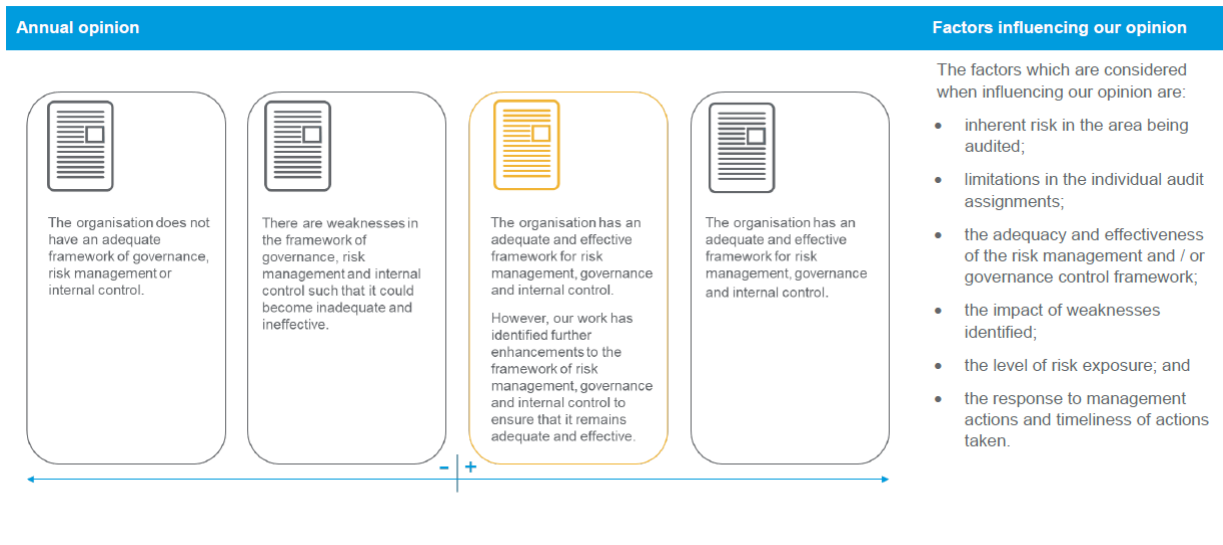 Annual opinion
Factors influencing our opinion
The organisation does not
have an adequate
framework of governance,
risk management or
internal control.
There are weaknesses in
the framework of
governance, risk
management and internal
control such that it could
become inadequate and
ineffective.
The organisation has an
adequate and effective
framework for risk
management, governance
and internal control.
However, our work has
identified further
enhancements to the
framework of risk
management, governance
and internal control to
ensure that it remains
adequate and effective.
The organisation has an
adequate and effective
framework for risk
management, governance
and internal control.
- +
The factors which are considered
when influencing our opinion are:
• inherent risk in the area being
audited;
• limitations in the individual audit
assignments;
• the adequacy and effectiveness
of the risk management and / or
governance control framework;
• the impact of weaknesses
identified;
• the level of risk exposure; and
• the response to management
actions and timeliness of actions
taken.